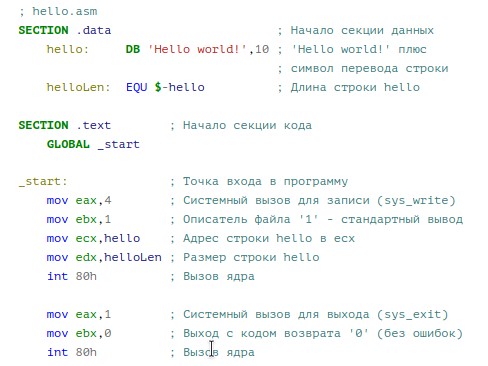 ; hello.asm
SECTION .data ; Начало секции данных
hello: DB 'Hello world!',10 ; 'Hello world!' плюс
; символ перевода строки
helloLen: EQU $-hello ; Длина строки hello
SECTION .text ; Начало секции кода
GLOBAL _start
_start: ; Точка входа в программу
mov eax,4 ; Системный вызов для записи (sys_write)
mov ebx,1 ; Описатель файла '1' - стандартный вывод
mov ecx,hello ; Адрес строки hello в ecx
mov edx,helloLen ; Размер строки hello
int 80h ; Вызов ядра
mov eax,1 ; Системный вызов для выхода (sys_exit)
mov ebx,0 ; Выход с кодом возврата '0' (без ошибок)
int 80h ; Вызов ядра